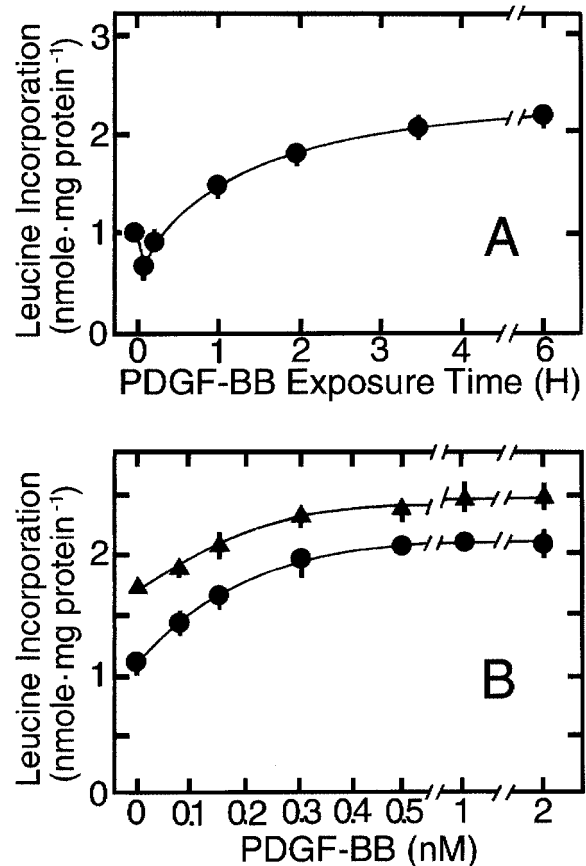 3
2
1
0
Leucine Incorporation
(nmole·mg protein⁻¹)
A
0 1 2 3 4 6
PDGF-BB Exposure Time (H)
2
1
0
Leucine Incorporation
(nmole·mg protein⁻¹)
B
0 0.1 0.2 0.3 0.4 0.5 1 2
PDGF-BB (nM)